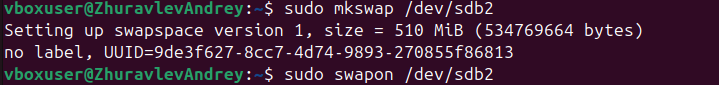 vboxuser@ZhuravlevAndrey:~$ sudo mkswap /dev/sdb2
Setting up swapspace version 1, size = 510 MiB (534769664 bytes)
no label, UUID=9de3f627-8cc7-4d74-9893-270855f86813
vboxuser@ZhuravlevAndrey:~$ sudo swapon /dev/sdb2